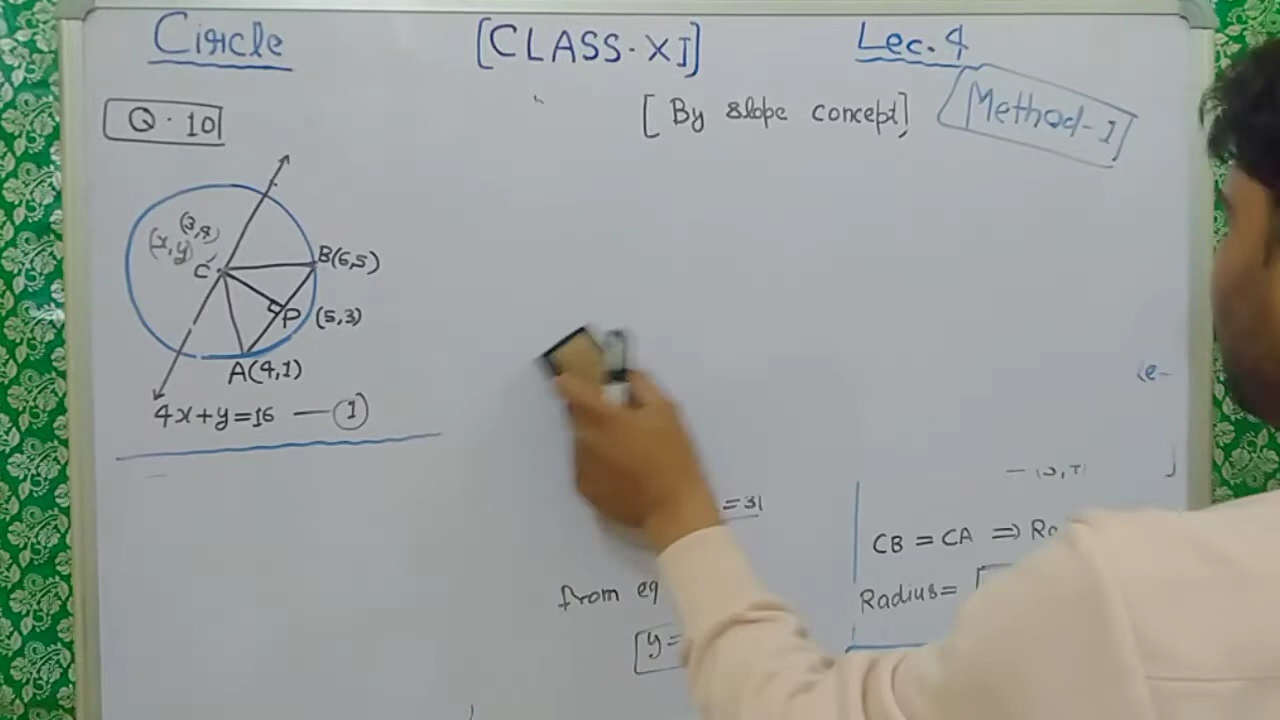 Circle [CLASS-XI] Lec. 4
Q.10 [By slope concept] Method-1
(3,4)
(x,y)
C B(6,5)
P (5,3)
A(4,1)
4x+y=16 — ①
=31
CB = CA ⇒
from eq
Radius=
y=